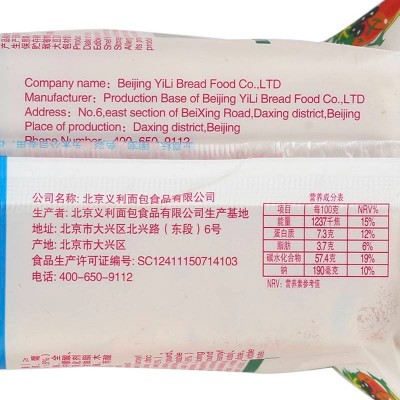 Company name: Beijing YiLi Bread Food Co.,LTD
Manufacturer: Production Base of Beijing YiLi Bread Food Co.,LTD
Address: No.6,east section of BeiXing Road,Daxing district,Beijing
Place of production: Daxing district,Beijing
Phone Number: 400-650-9112
公司名称: 北京义利面包食品有限公司
生产者: 北京义利面包食品有限公司生产基地
地址: 北京市大兴区北兴路（东段）6号
产地: 北京市大兴区
食品生产许可证编号: SC12411150714103
电话: 400-650-9112
营养成分表
项目 每100克 NRV%
能量 1237千焦 15%
蛋白质 7.3克 12%
脂肪 3.7克 6%
碳水化合物 57.4克 19%
钠 190毫克 10%
NRV: 营养素参考值